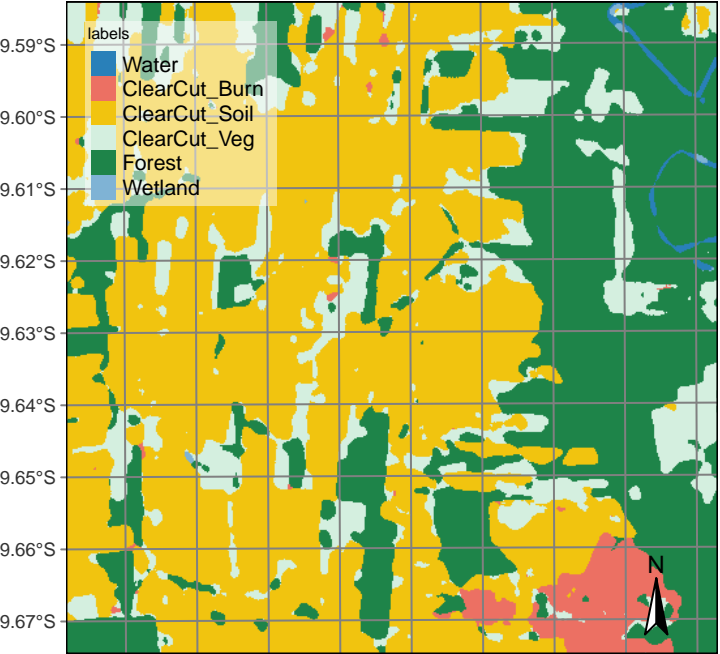 labels
Water
ClearCut_Burn
ClearCut_Soil
ClearCut_Veg
Forest
Wetland
9.59°S
9.60°S
9.61°S
9.62°S
9.63°S
9.64°S
9.65°S
9.66°S
9.67°S
N